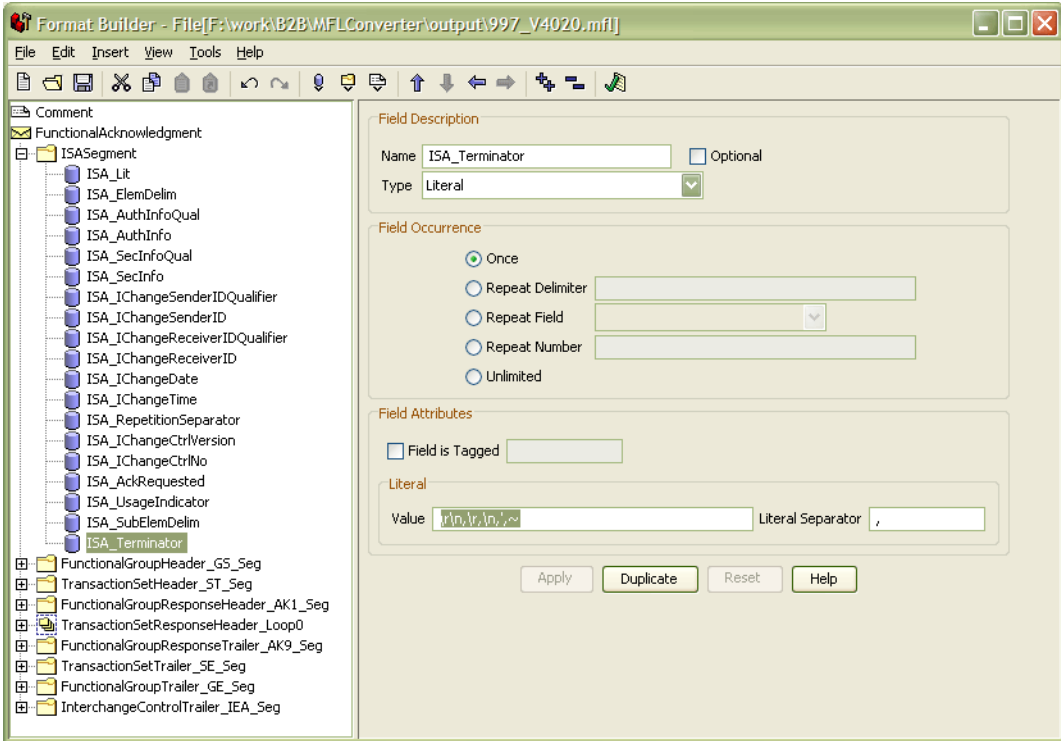 Format Builder - File[F:\work\B2B\MFLConverter\output\997_V4020.mfl]
File Edit Insert View Tools Help
Comment
FunctionalAcknowledgment
ISASegment
ISA_Lit
ISA_ElemDelim
ISA_AuthInfoQual
ISA_AuthInfo
ISA_SecInfoQual
ISA_SecInfo
ISA_IChangeSenderIDQualifier
ISA_IChangeSenderID
ISA_IChangeReceiverIDQualifier
ISA_IChangeReceiverID
ISA_IChangeDate
ISA_IChangeTime
ISA_RepetitionSeparator
ISA_IChangeCtrlVersion
ISA_IChangeCtrlNo
ISA_AckRequested
ISA_UsageIndicator
ISA_SubElemDelim
ISA_Terminator
FunctionalGroupHeader_GS_Seg
TransactionSetHeader_ST_Seg
FunctionalGroupResponseHeader_AK1_Seg
TransactionSetResponseHeader_Loop0
FunctionalGroupResponseTrailer_AK9_Seg
TransactionSetTrailer_SE_Seg
FunctionalGroupTrailer_GE_Seg
InterchangeControlTrailer_IEA_Seg
Field Description
Name ISA_Terminator Optional
Type Literal
Field Occurrence
Once
Repeat Delimiter
Repeat Field
Repeat Number
Unlimited
Field Attributes
Field is Tagged
Literal
Value \r\n,\r,\n,',~ Literal Separator ,
Apply Duplicate Reset Help